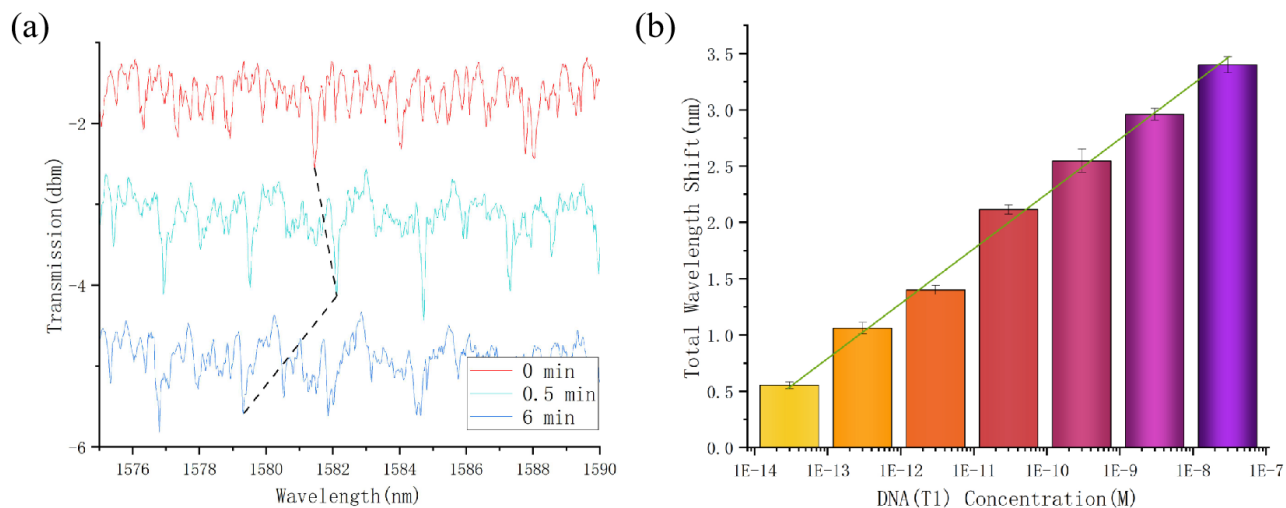 (a)
Transmission(dbm)
-2
-4
-6
0 min
0.5 min
6 min
1576 1578 1580 1582 1584 1586 1588 1590
Wavelength(nm)
(b)
Total Wavelength Shift(nm)
3.5
3.0
2.5
2.0
1.5
1.0
0.5
0.0
1E-14 1E-13 1E-12 1E-11 1E-10 1E-9 1E-8 1E-7
DNA(T1) Concentration(M)